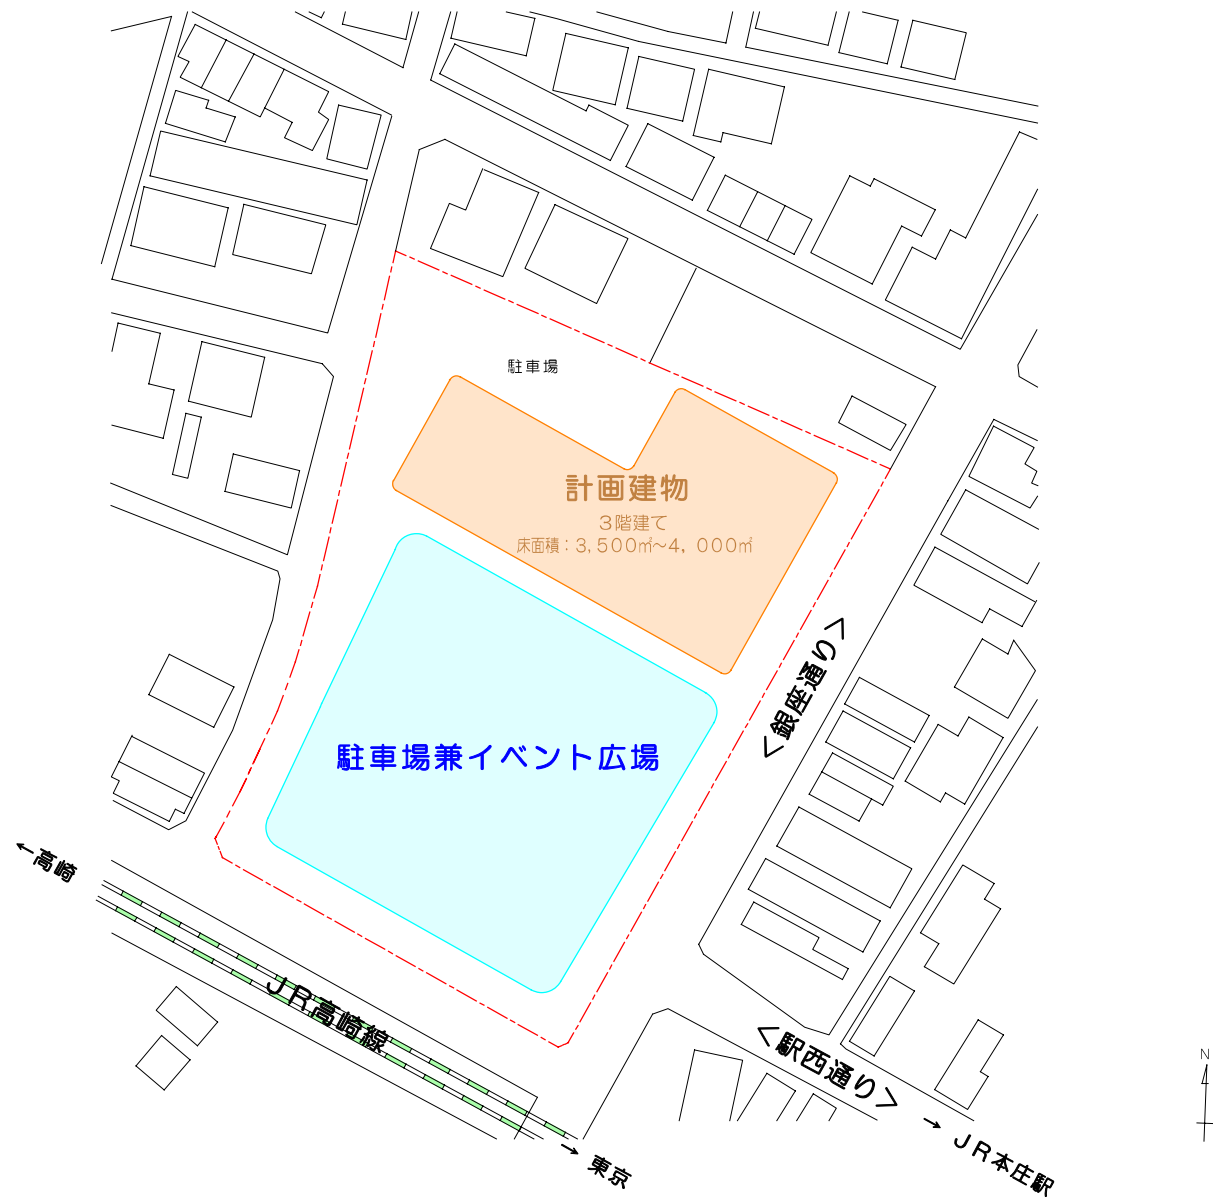 駐車場
計画建物
３階建て
床面積：３,５００㎡～４，０００㎡
＜銀座通り＞
駐車場兼イベント広場
←高崎
ＪＲ高崎線
＜駅西通り＞
N
→ ＪＲ本庄駅
→ 東京